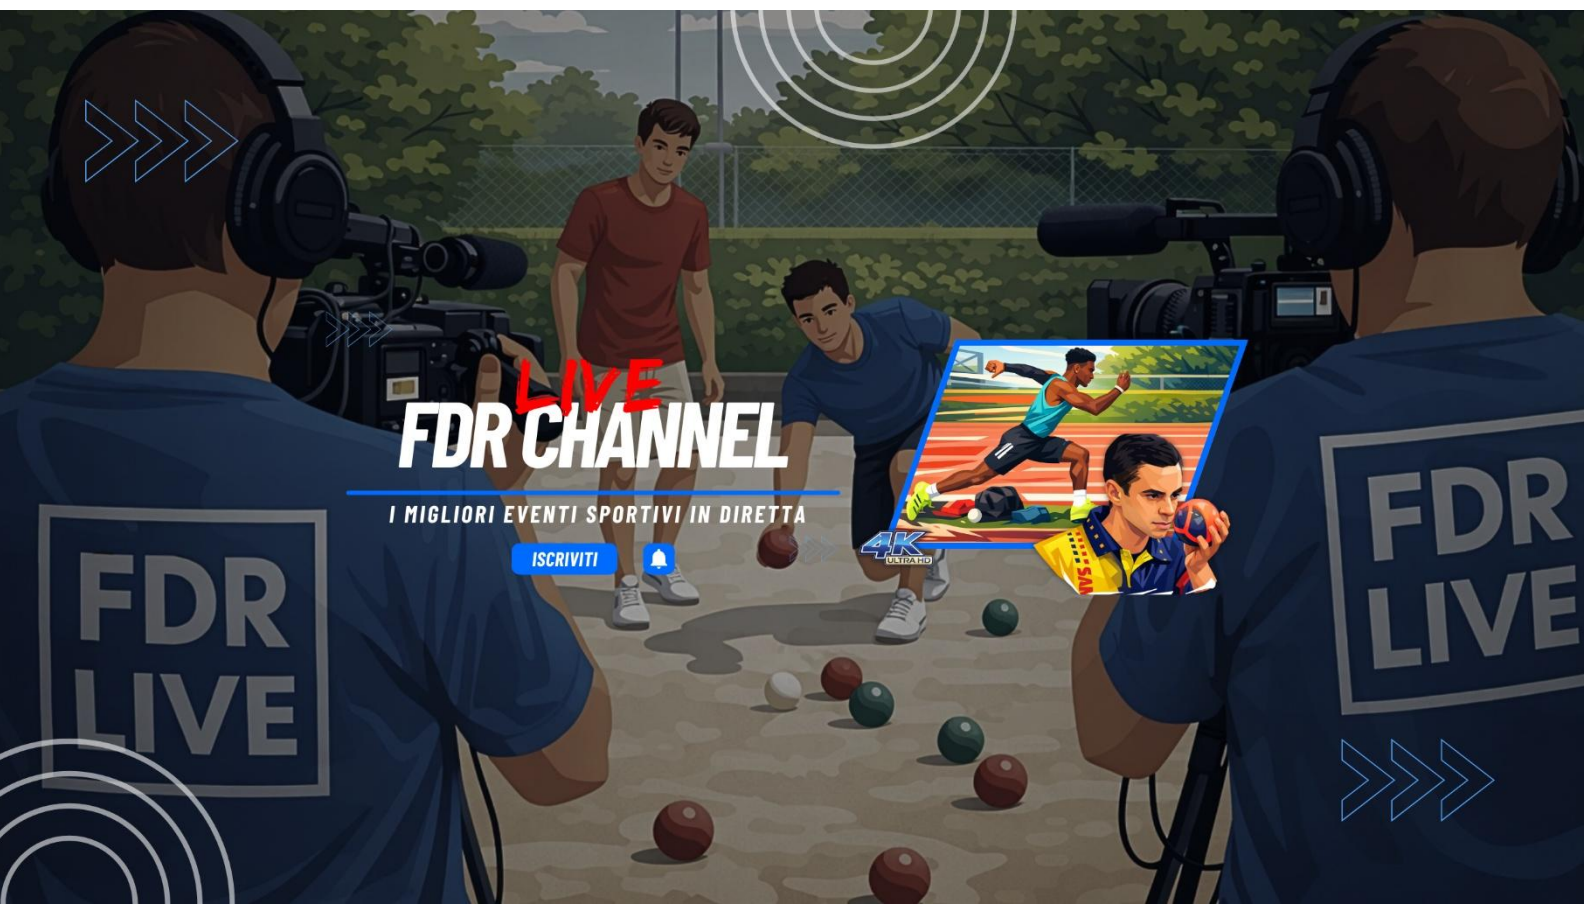 LIVE
FDR CHANNEL
I MIGLIORI EVENTI SPORTIVI IN DIRETTA
ISCRIVITI
4K
ULTRA HD
FDR
LIVE
FDR
LIVE